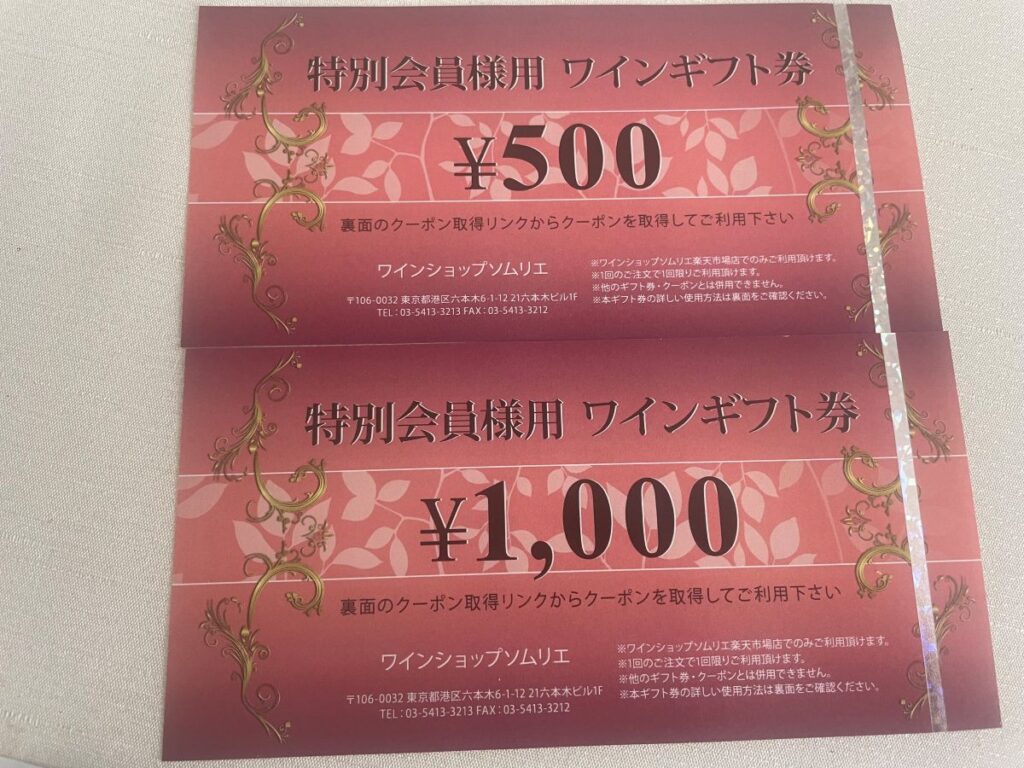 特別会員様用 ワインギフト券
¥500
裏面のクーポン取得リンクからクーポンを取得してご利用下さい
ワインショップソムリエ
〒106-0032 東京都港区六本木6-1-12 21六本木ビル1F
TEL：03-5413-3213 FAX：03-5413-3212
※ワインショップソムリエ楽天市場店でのみご利用頂けます。
※1回のご注文で1回限りご利用頂けます。
※他のギフト券・クーポンとは併用できません。
※本ギフト券の詳しい使用方法は裏面をご確認ください。
特別会員様用 ワインギフト券
¥1,000
裏面のクーポン取得リンクからクーポンを取得してご利用下さい
ワインショップソムリエ
〒106-0032 東京都港区六本木6-1-12 21六本木ビル1F
TEL：03-5413-3213 FAX：03-5413-3212
※ワインショップソムリエ楽天市場店でのみご利用頂けます。
※1回のご注文で1回限りご利用頂けます。
※他のギフト券・クーポンとは併用できません。
※本ギフト券の詳しい使用方法は裏面をご確認ください。